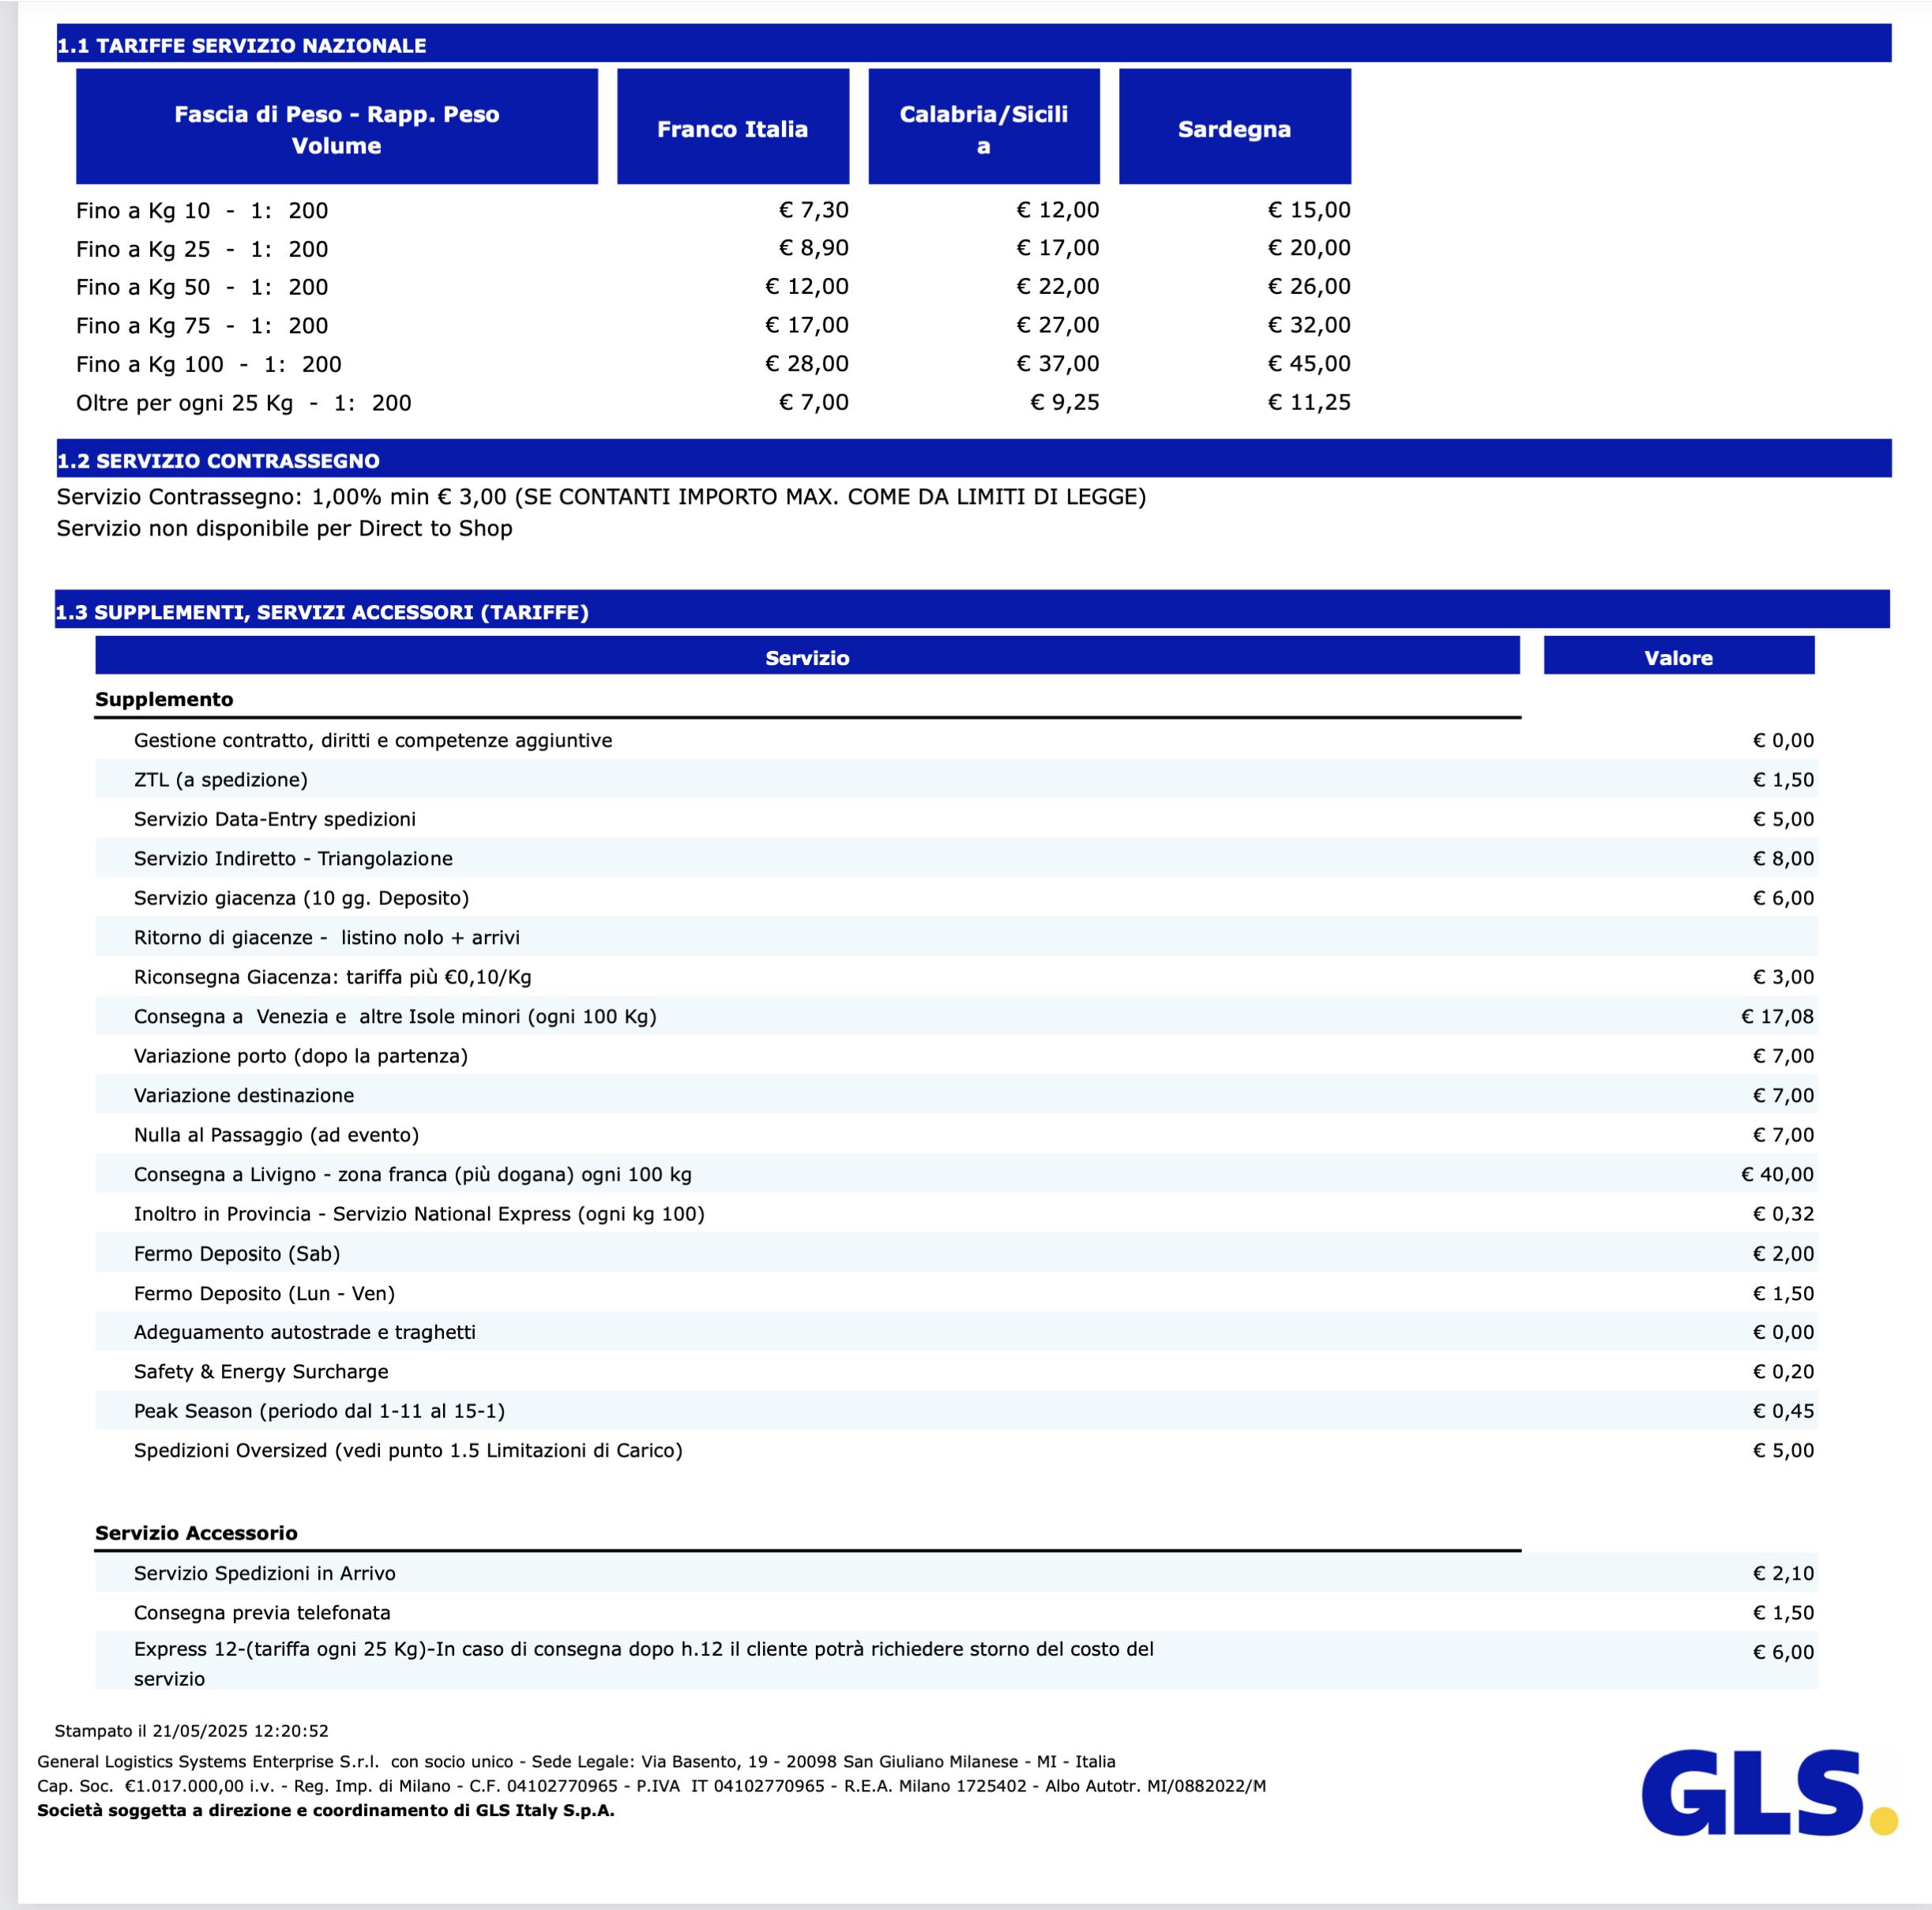 1.1 TARIFFE SERVIZIO NAZIONALE
Fascia di Peso - Rapp. Peso
Volume
Franco Italia
Calabria/Sicili
a
Sardegna
Fino a Kg 10 - 1: 200 € 7,30 € 12,00 € 15,00
Fino a Kg 25 - 1: 200 € 8,90 € 17,00 € 20,00
Fino a Kg 50 - 1: 200 € 12,00 € 22,00 € 26,00
Fino a Kg 75 - 1: 200 € 17,00 € 27,00 € 32,00
Fino a Kg 100 - 1: 200 € 28,00 € 37,00 € 45,00
Oltre per ogni 25 Kg - 1: 200 € 7,00 € 9,25 € 11,25
1.2 SERVIZIO CONTRASSEGNO
Servizio Contrassegno: 1,00% min € 3,00 (SE CONTANTI IMPORTO MAX. COME DA LIMITI DI LEGGE)
Servizio non disponibile per Direct to Shop
1.3 SUPPLEMENTI, SERVIZI ACCESSORI (TARIFFE)
Servizio Valore
Supplemento
Gestione contratto, diritti e competenze aggiuntive € 0,00
ZTL (a spedizione) € 1,50
Servizio Data-Entry spedizioni € 5,00
Servizio Indiretto - Triangolazione € 8,00
Servizio giacenza (10 gg. Deposito) € 6,00
Ritorno di giacenze - listino nolo + arrivi
Riconsegna Giacenza: tariffa più €0,10/Kg € 3,00
Consegna a Venezia e altre Isole minori (ogni 100 Kg) € 17,08
Variazione porto (dopo la partenza) € 7,00
Variazione destinazione € 7,00
Nulla al Passaggio (ad evento) € 7,00
Consegna a Livigno - zona franca (più dogana) ogni 100 kg € 40,00
Inoltro in Provincia - Servizio National Express (ogni kg 100) € 0,32
Fermo Deposito (Sab) € 2,00
Fermo Deposito (Lun - Ven) € 1,50
Adeguamento autostrade e traghetti € 0,00
Safety & Energy Surcharge € 0,20
Peak Season (periodo dal 1-11 al 15-1) € 0,45
Spedizioni Oversized (vedi punto 1.5 Limitazioni di Carico) € 5,00
Servizio Accessorio
Servizio Spedizioni in Arrivo € 2,10
Consegna previa telefonata € 1,50
Express 12-(tariffa ogni 25 Kg)-In caso di consegna dopo h.12 il cliente potrà richiedere storno del costo del € 6,00
servizio
Stampato il 21/05/2025 12:20:52
General Logistics Systems Enterprise S.r.l. con socio unico - Sede Legale: Via Basento, 19 - 20098 San Giuliano Milanese - MI - Italia
Cap. Soc. €1.017.000,00 i.v. - Reg. Imp. di Milano - C.F. 04102770965 - P.IVA IT 04102770965 - R.E.A. Milano 1725402 - Albo Autotr. MI/0882022/M
Società soggetta a direzione e coordinamento di GLS Italy S.p.A.
GLS.